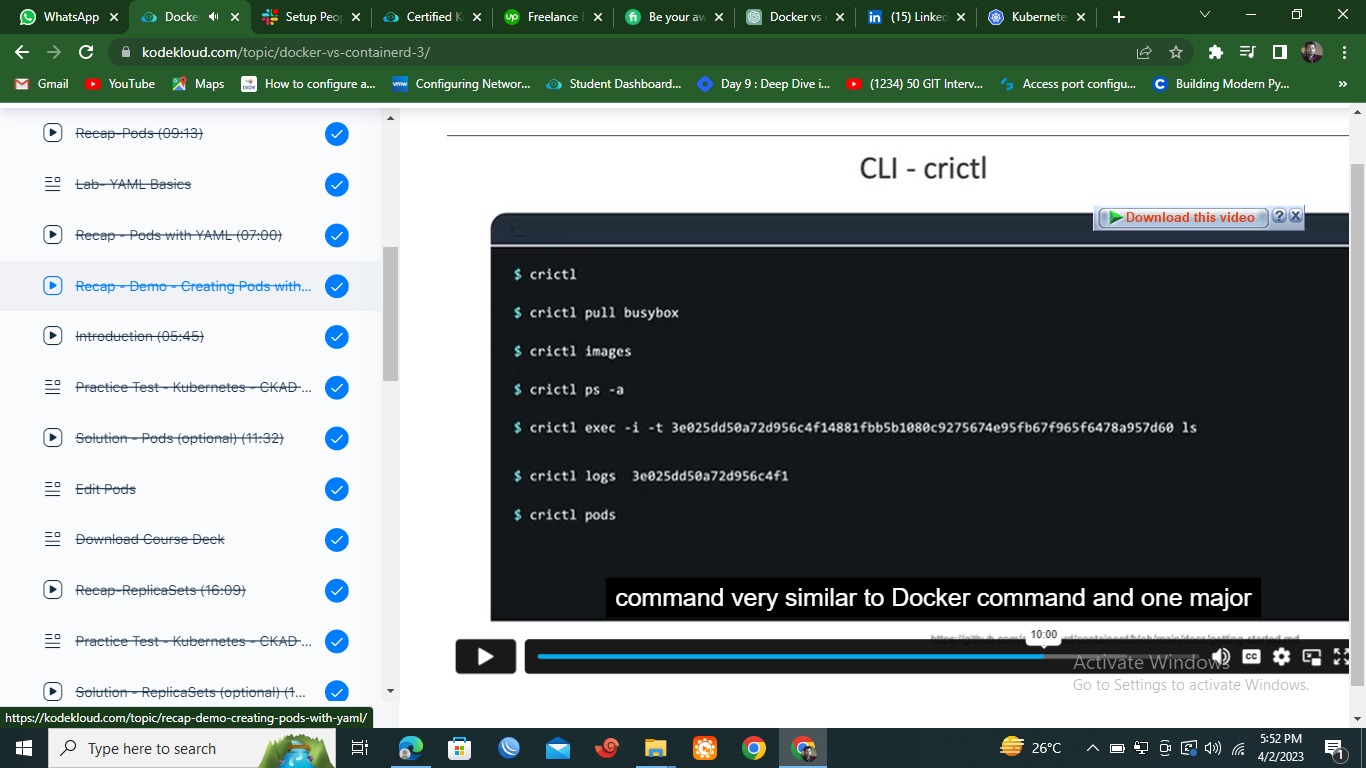 WhatsApp
Docke
Setup Peop
Certified K
Freelance
Be your aw
Docker vs
(15) Linked
Kubernete
kodekloud.com/topic/docker-vs-containerd-3/
Gmail
YouTube
Maps
How to configure a...
Configuring Networ...
Student Dashboard...
Day 9 : Deep Dive i...
(1234) 50 GIT Interv...
Access port configu...
Building Modern Py...
»
Recap-Pods (09:13)
Lab- YAML Basics
Recap - Pods with YAML (07:00)
Recap - Demo - Creating Pods with...
Introduction (05:45)
Practice Test - Kubernetes - CKAD ...
Solution - Pods (optional) (11:32)
Edit Pods
Download Course Deck
Recap-ReplicaSets (16:09)
Practice Test - Kubernetes - CKAD ...
Solution - ReplicaSets (optional) (1...
https://kodekloud.com/topic/recap-demo-creating-pods-with-yaml/
CLI - crictl
Download this video
$ crictl
$ crictl pull busybox
$ crictl images
$ crictl ps -a
$ crictl exec -i -t 3e025dd50a72d956c4f14881fbb5b1080c9275674e95fb67f965f6478a957d60 ls
$ crictl logs 3e025dd50a72d956c4f1
$ crictl pods
command very similar to Docker command and one major
10:00
CC
Activate Windows
Go to Settings to activate Windows.
Type here to search
26°C
5:52 PM
4/2/2023
1